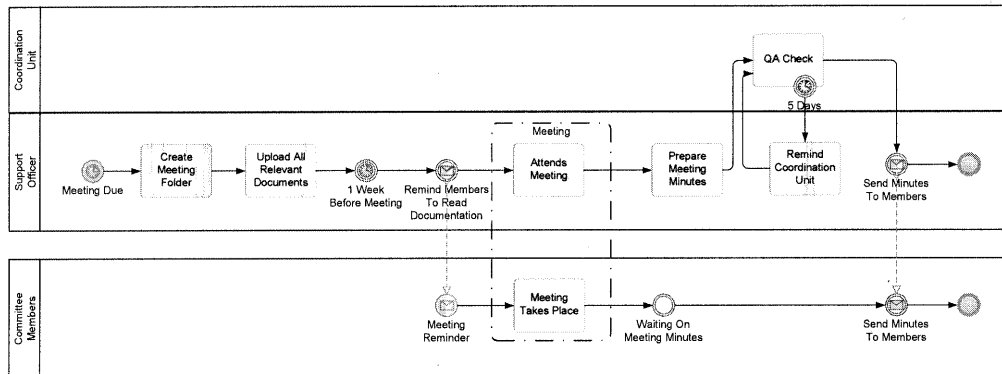 Coordination
Unit
QA Check
5 Days
Support
Officer
Meeting Due
Create
Meeting
Folder
Upload All
Relevant
Documents
1 Week
Before Meeting
Remind Members
To Read
Documentation
Meeting
Attends
Meeting
Prepare
Meeting
Minutes
Remind
Coordination
Unit
Send Minutes
To Members
Committee
Members
Meeting
Reminder
Meeting
Takes Place
Waiting On
Meeting Minutes
Send Minutes
To Members